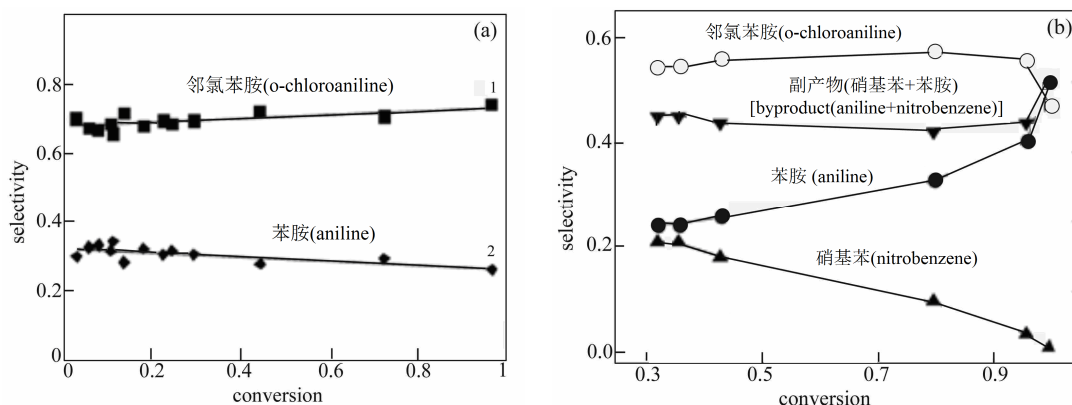 (a)
0.8
0.6
0.4
0.2
0
selectivity
邻氯苯胺(o-chloroaniline)
1
苯胺(aniline)
2
0
0.2
0.4
0.6
0.8
1
conversion
(b)
0.6
0.4
0.2
0.0
selectivity
邻氯苯胺(o-chloroaniline)
副产物(硝基苯+苯胺)
[byproduct(aniline+nitrobenzene)]
苯胺 (aniline)
硝基苯(nitrobenzene)
0.3
0.5
0.7
0.9
conversion